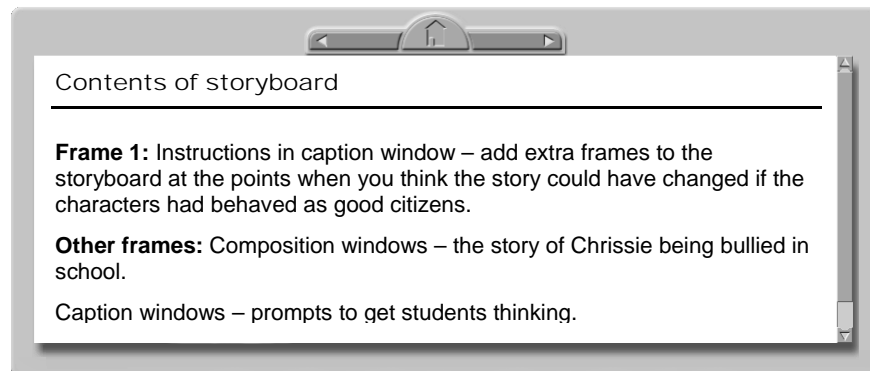 Contents of storyboard
Frame 1: Instructions in caption window – add extra frames to the
storyboard at the points when you think the story could have changed if the
characters had behaved as good citizens.
Other frames: Composition windows – the story of Chrissie being bullied in
school.
Caption windows – prompts to get students thinking.